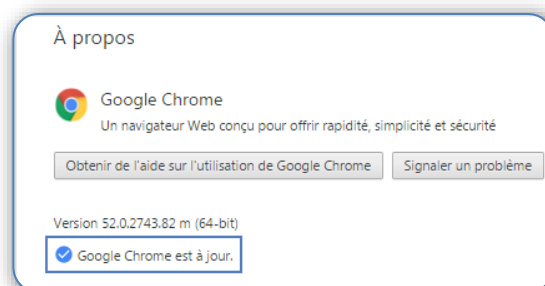 À propos
Google Chrome
Un navigateur Web conçu pour offrir rapidité, simplicité et sécurité
Obtenir de l'aide sur l'utilisation de Google Chrome
Signaler un problème
Version 52.0.2743.82 m (64-bit)
Google Chrome est à jour.